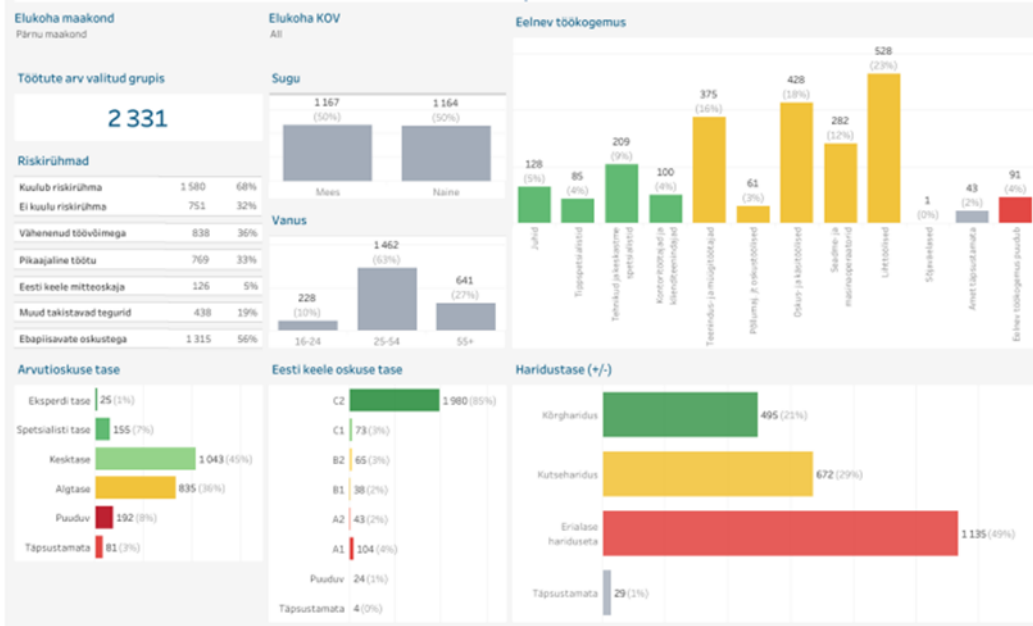 Elukoha maakond
Pärnu maakond
Elukoha KOV
All
Töötute arv valitud grupis
2 331
Riskirühmad
Kuulub riskirühma 1 580 68%
Ei kuulu riskirühma 751 32%
Vähenenud töövõimega 838 36%
Pikaajaline töötu 769 33%
Eesti keele mitteoskaja 126 5%
Muud takistavad tegurid 438 19%
Ebapiisavate oskustega 1 315 56%
Sugu
1 167 1 164
(50%) (50%)
Mees Naine
Vanus
228 1 462 641
(10%) (63%) (27%)
16-24 25-54 55+
Eelnev töökogemus
128 85 209 100 375 61 428 282 528 1 43 91
(5%) (4%) (9%) (4%) (16%) (3%) (18%) (12%) (23%) (0%) (2%) (4%)
Juhid
Tippspetsialistid
Tehnikud ja keskastme
spetsialistid
Kontoritöötajad ja
klienditeenindajad
Teenindus- ja müügitöötajad
Põllumaj. jt oskustöölised
Oskus- ja käsitöölised
Seadme- ja
masinaoperaatorid
Lihttöölised
Sõjaväelased
Amet täpsustamata
Eelnev töökogemus puudub
Arvutioskuse tase
Eksperdi tase 25 (1%)
Spetsialisti tase 155 (7%)
Kesktase 1 043 (45%)
Algtase 835 (36%)
Puuduv 192 (8%)
Täpsustamata 81 (3%)
Eesti keele oskuse tase
C2 1 980 (85%)
C1 73 (3%)
B2 65 (3%)
B1 38 (2%)
A2 43 (2%)
A1 104 (4%)
Puuduv 24 (1%)
Täpsustamata 4 (0%)
Haridustase (+/-)
Kõrgharidus 495 (21%)
Kutseharidus 672 (29%)
Erialase
hariduseta 1 135 (49%)
Täpsustamata 29 (1%)